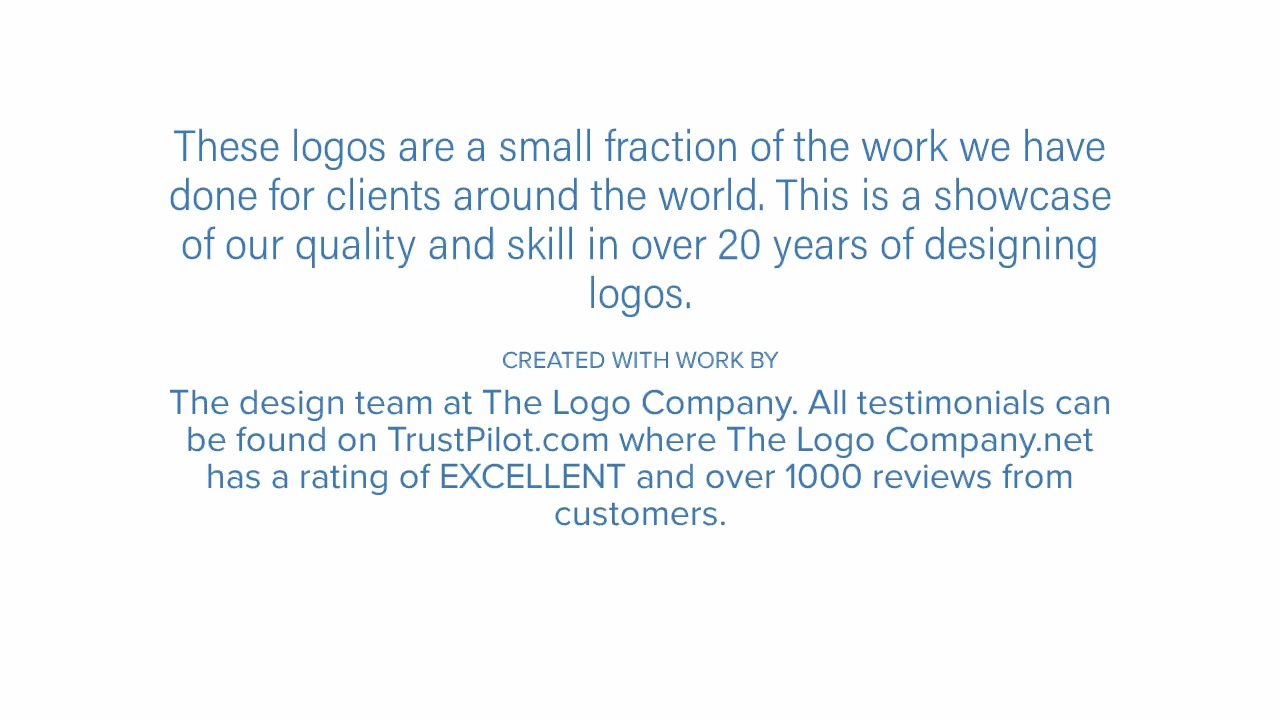 These logos are a small fraction of the work we have
done for clients around the world. This is a showcase
of our quality and skill in over 20 years of designing
logos.
CREATED WITH WORK BY
The design team at The Logo Company. All testimonials can
be found on TrustPilot.com where The Logo Company.net
has a rating of EXCELLENT and over 1000 reviews from
customers.